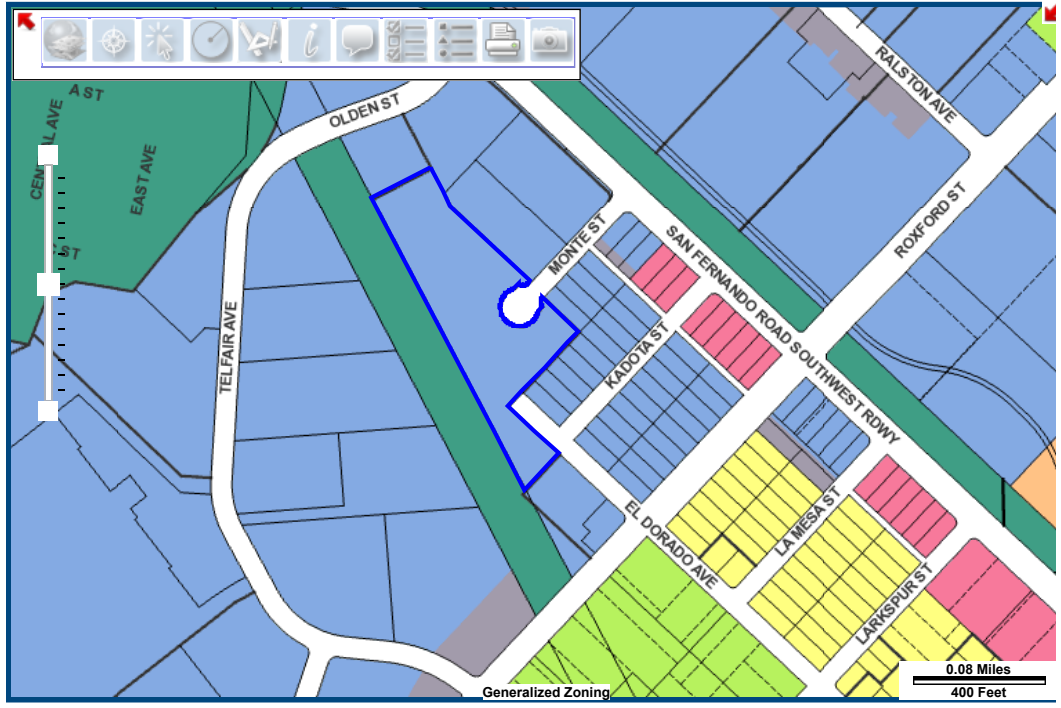 RALSTON AVE
A ST
OLDEN ST
EAST AVE
ROXFORD ST
MONTE ST
SAN FERNANDO ROAD SOUTHWEST RDWY
TELFAIR AVE
KADOTA ST
EL DORADO AVE
LA MESA ST
LARKSPUR ST
0.08 Miles
Generalized Zoning
400 Feet